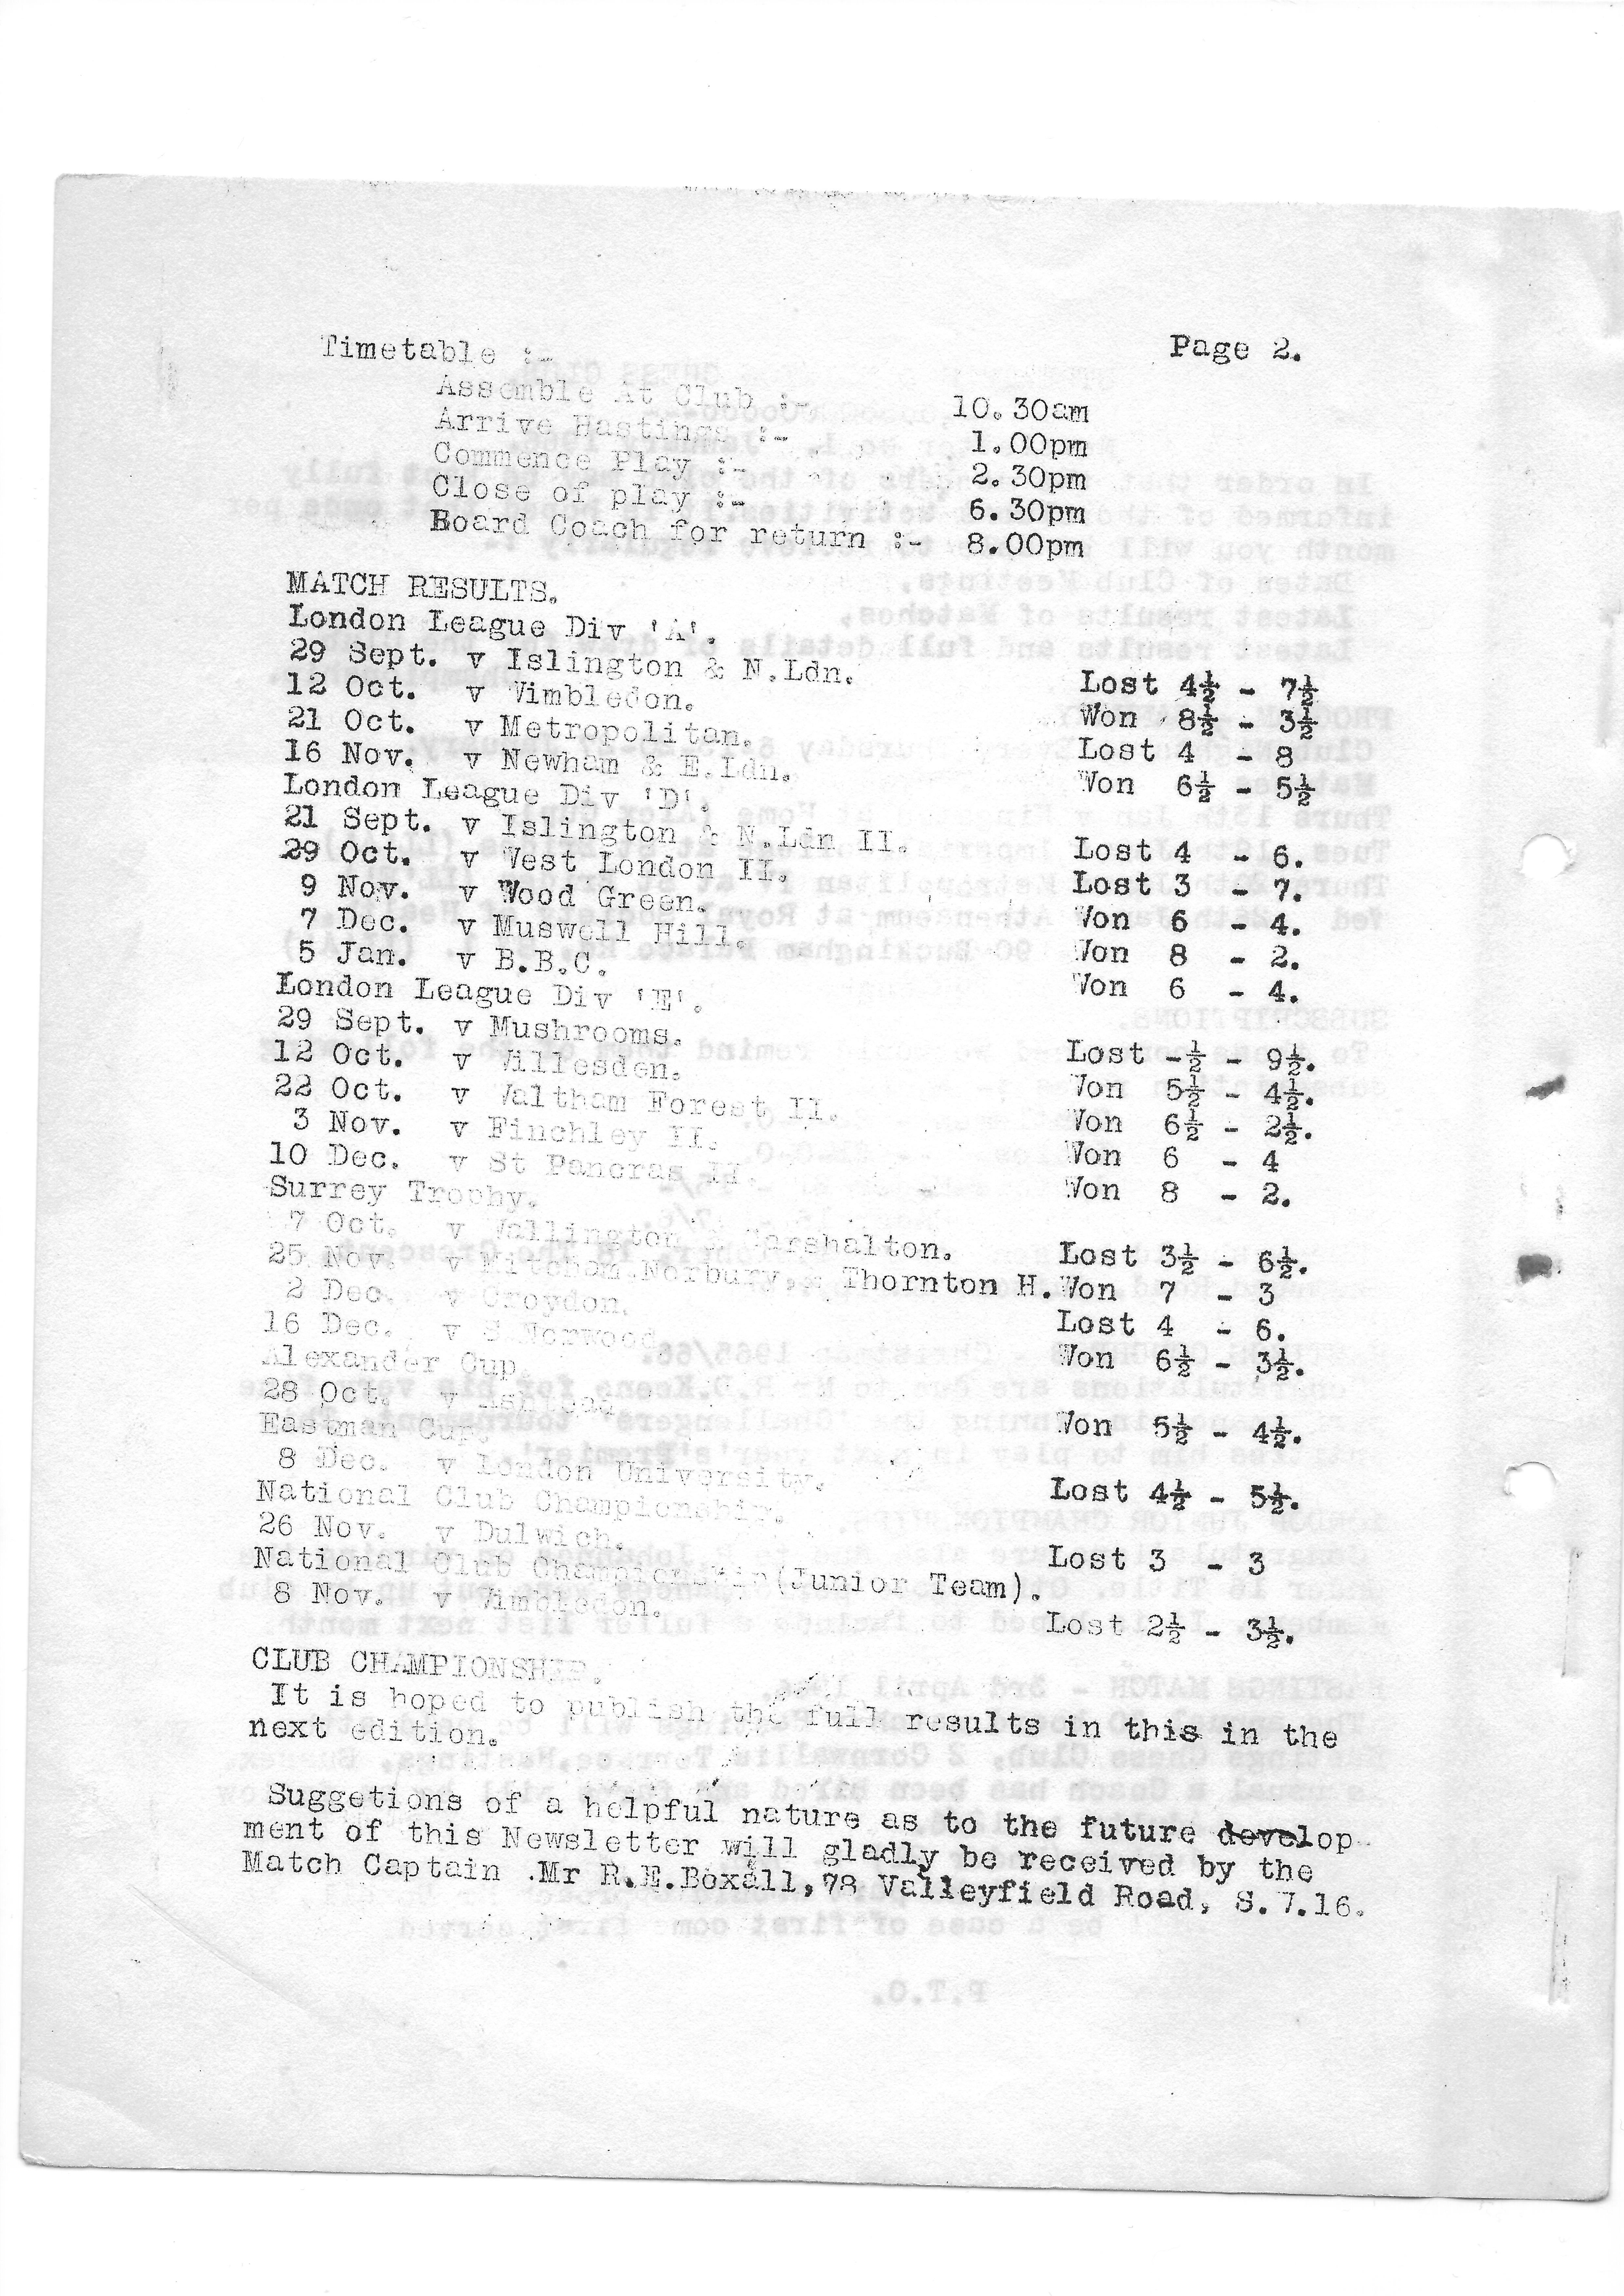 Timetable :- Page 2.
Assemble At Club :- 10.30am
Arrive Hastings :- 1.00pm
Commence Play :- 2.30pm
Close of play :- 6.30pm
Board Coach for return :- 8.00pm
MATCH RESULTS.
London League Div 'A'.
29 Sept. v Islington & N.Ldn. Lost 4½ - 7½
12 Oct. v Wimbledon. Won 8½ - 3½
21 Oct. v Metropolitan. Lost 4 - 8
16 Nov. v Newham & E.Ldn. Won 6½ - 5½
London League Div 'D'.
21 Sept. v Islington & N.Ldn II. Lost 4 - 6.
29 Oct. v West London II. Lost 3 - 7.
9 Nov. v Wood Green. Won 6 - 4.
7 Dec. v Muswell Hill. Won 8 - 2.
5 Jan. v B.B.C. Won 6 - 4.
London League Div 'E'.
29 Sept. v Mushrooms. Lost -½ - 9½.
12 Oct. v Willesden. Won 5½ - 4½.
22 Oct. v Waltham Forest II. Won 6½ - 2½.
3 Nov. v Finchley II. Won 6 - 4
10 Dec. v St Pancras II. Won 8 - 2.
Surrey Trophy.
7 Oct. v Wallington & Carshalton. Lost 3½ - 6½.
25 Nov. v Mitcham.Norbury. & Thornton H. Won 7 - 3
2 Dec. v Croydon. Lost 4 - 6.
16 Dec. v S Norwood. Won 6½ - 3½.
Alexander Cup.
28 Oct. v Ashtead Won 5½ - 4½.
Eastman Cup.
8 Dec. v London University. Lost 4½ - 5½.
National Club Championship.
26 Nov. v Dulwich. Lost 3 - 3
National Club Championship(Junior Team).
8 Nov. v Wimbledon. Lost 2½ - 3½.
CLUB CHAMPIONSHIP.
It is hoped to publish the full results in this in the
next edition.
Suggetions of a helpful nature as to the future develop-
ment of this Newsletter will gladly be received by the
Match Captain .Mr R.E.Boxall,78 Valleyfield Road, S.W.16.